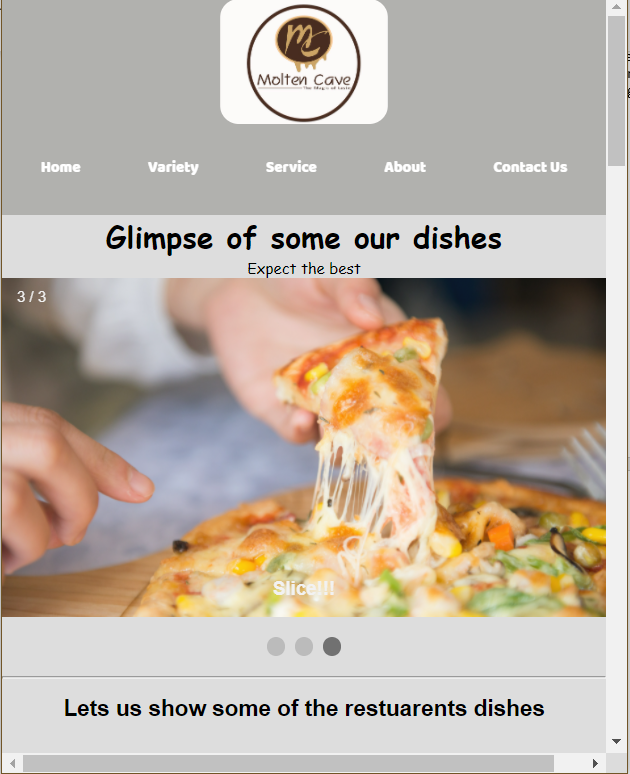 MC
Molten Cave
The Magic of taste
Home Variety Service About Contact Us
Glimpse of some our dishes
Expect the best
3 / 3
Slice!!!
Lets us show some of the restuarents dishes